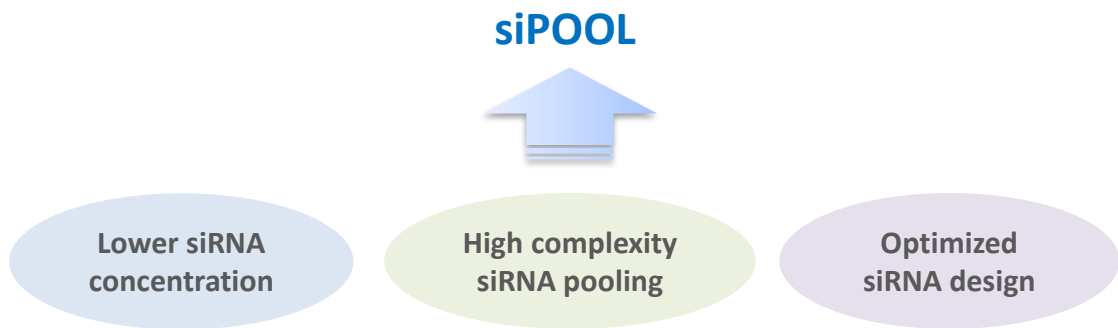 siPOOL
Lower siRNA
concentration
High complexity
siRNA pooling
Optimized
siRNA design